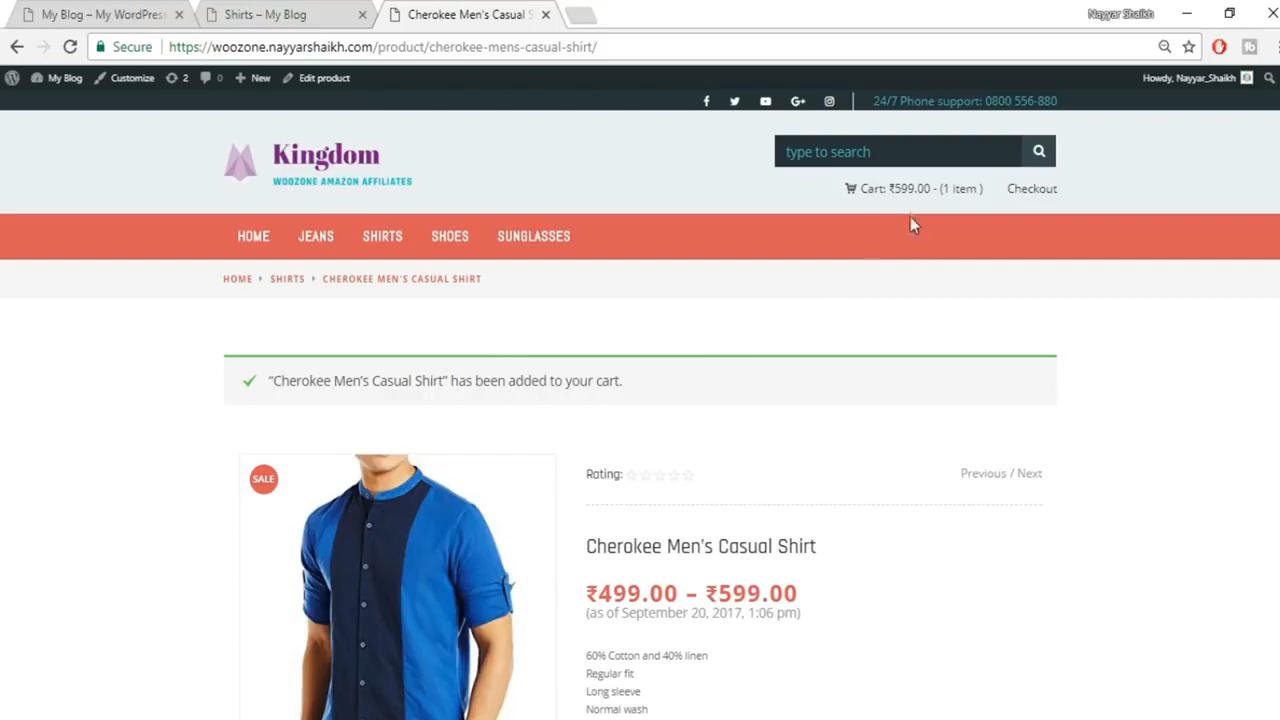 My Blog – My WordPress
Shirts – My Blog
Cherokee Men's Casual S
Nayyar Shaikh
Secure
https://woozone.nayyarshaikh.com/product/cherokee-mens-casual-shirt/
My Blog
Customize
2
0
New
Edit product
Howdy, Nayyar_Shaikh
24/7 Phone support: 0800 556-880
Kingdom
WOOZONE AMAZON AFFILIATES
type to search
Cart: ₹599.00 - (1 item )
Checkout
HOME
JEANS
SHIRTS
SHOES
SUNGLASSES
HOME
SHIRTS
CHEROKEE MEN'S CASUAL SHIRT
“Cherokee Men’s Casual Shirt” has been added to your cart.
SALE
Rating:
Previous / Next
Cherokee Men's Casual Shirt
₹499.00 – ₹599.00
(as of September 20, 2017, 1:06 pm)
60% Cotton and 40% linen
Regular fit
Long sleeve
Normal wash